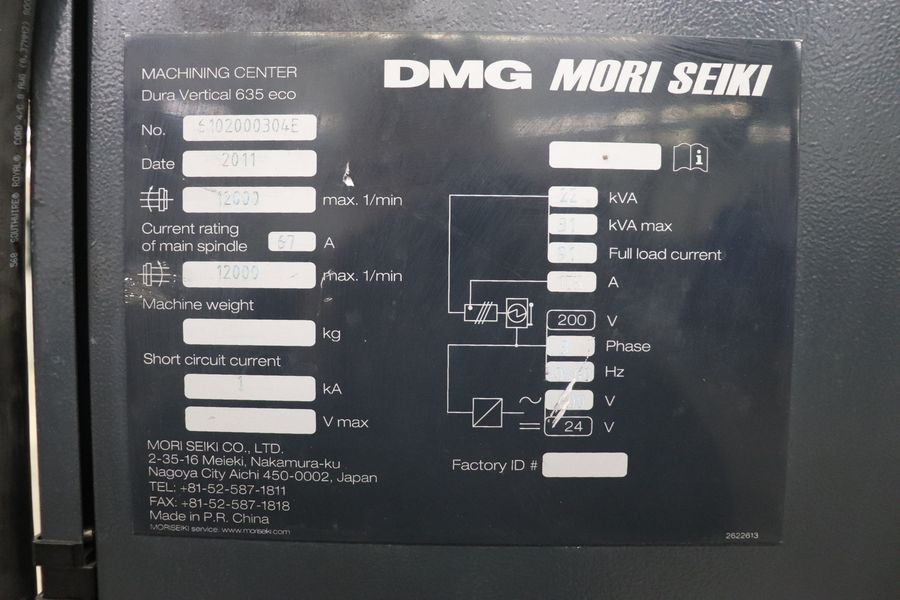 DMG MORI SEIKI
MACHINING CENTER
Dura Vertical 635 eco
No. 6102000304E
Date 2011
12000 max. 1/min
Current rating
of main spindle 67 A
12000 max. 1/min
Machine weight
kg
Short circuit current
1 kA
V max
MORI SEIKI CO., LTD.
2-35-16 Meieki, Nakamura-ku
Nagoya City Aichi 450-0002, Japan
TEL: +81-52-587-1811
FAX: +81-52-587-1818
Made in P.R. China
MORISEIKI service: www.moriseiki.com
i
22 kVA
kVA max
Full load current
A
200 V
Phase
Hz
V
24 V
Factory ID #
2622613